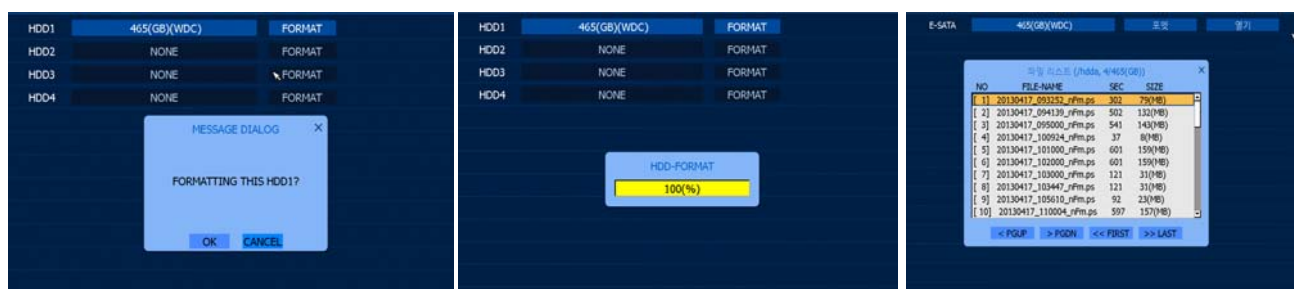 HDD1 465(GB)(WDC) FORMAT
HDD2 NONE FORMAT
HDD3 NONE FORMAT
HDD4 NONE FORMAT
MESSAGE DIALOG X
FORMATTING THIS HDD1?
OK CANCEL
HDD1 465(GB)(WDC) FORMAT
HDD2 NONE FORMAT
HDD3 NONE FORMAT
HDD4 NONE FORMAT
HDD-FORMAT
100(%)
E-SATA 465(GB)(WDC) 포멧 열기
파일 리스트 (/hdda, 4/465(GB)) X
NO FILE-NAME SEC SIZE
[ 1] 20130417_093252_nFm.ps 302 79(MB)
[ 2] 20130417_094139_nFm.ps 502 132(MB)
[ 3] 20130417_095000_nFm.ps 541 143(MB)
[ 4] 20130417_100924_nFm.ps 37 8(MB)
[ 5] 20130417_101000_nFm.ps 601 159(MB)
[ 6] 20130417_102000_nFm.ps 601 159(MB)
[ 7] 20130417_103000_nFm.ps 121 31(MB)
[ 8] 20130417_103447_nFm.ps 121 31(MB)
[ 9] 20130417_105610_nFm.ps 92 23(MB)
[ 10] 20130417_110004_nFm.ps 597 157(MB)
< PGUP > PGDN << FIRST >> LAST